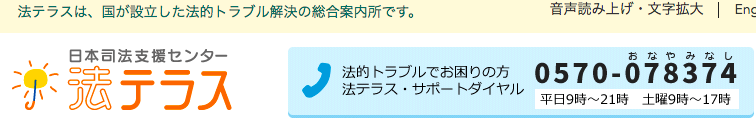 法テラスは、国が設立した法的トラブル解決の総合案内所です。
音声読み上げ・文字拡大 | Eng
日本司法支援センター
法テラス
法的トラブルでお困りの方
法テラス・サポートダイヤル
おなやみなし
0570-078374
平日9時～21時 土曜9時～17時